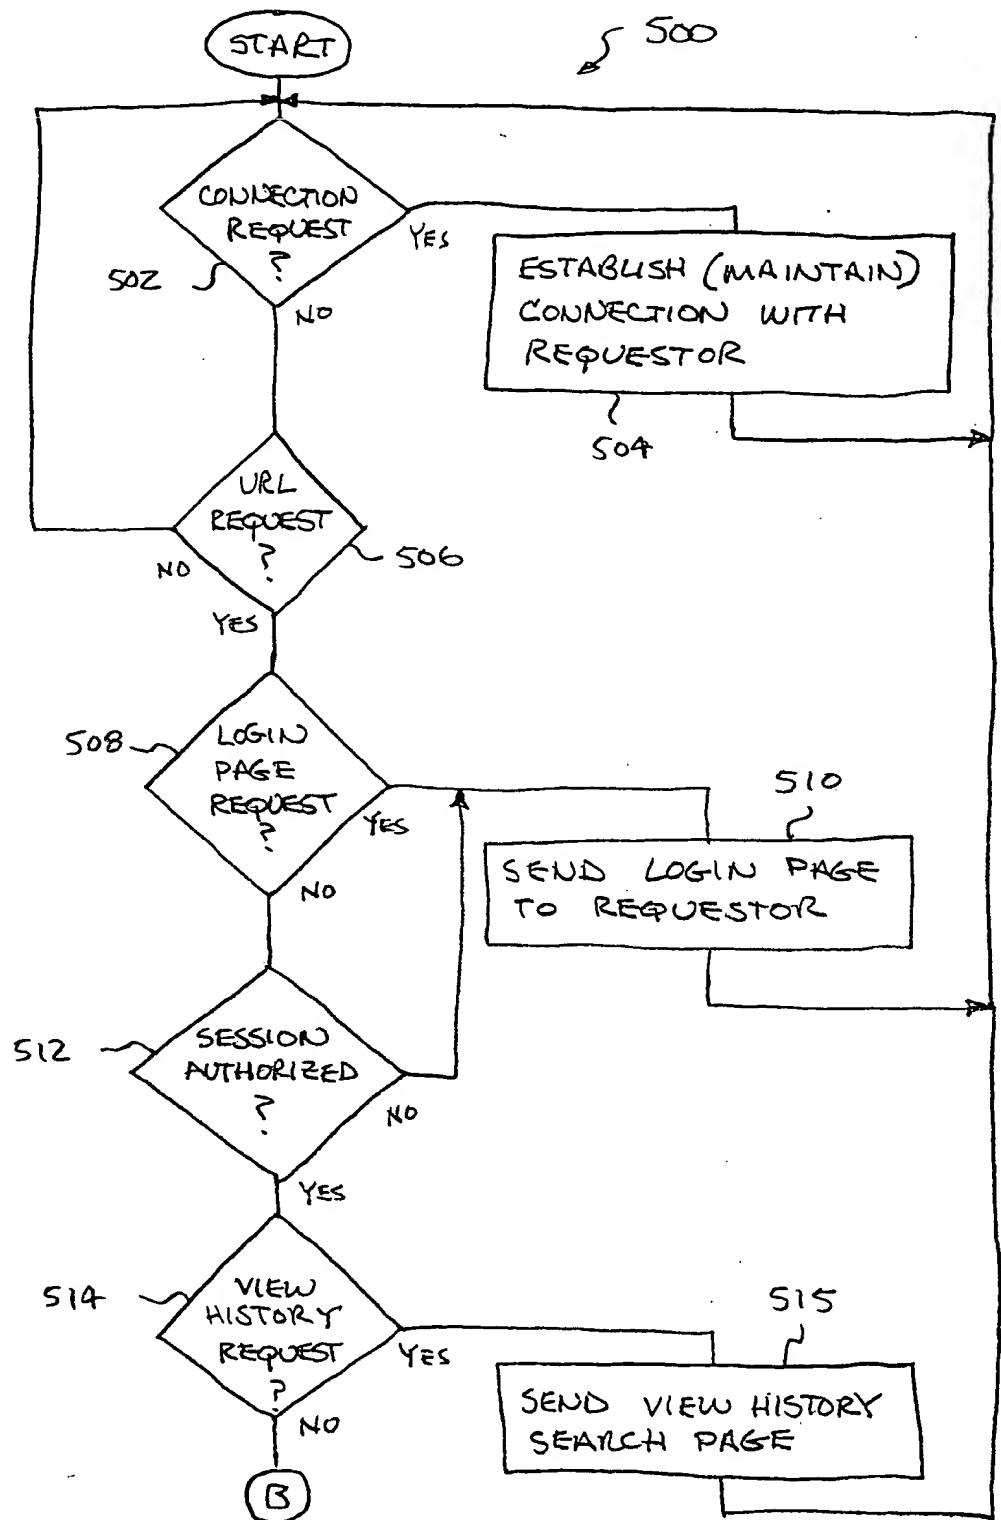 START
500
CONNECTION
REQUEST
?
YES
502
NO
ESTABLISH (MAINTAIN)
CONNECTION WITH
REQUESTOR
504
URL
REQUEST
?
506
NO
YES
508
LOGIN
PAGE
REQUEST
?
YES
NO
510
SEND LOGIN PAGE
TO REQUESTOR
512
SESSION
AUTHORIZED
?
NO
YES
514
VIEW
HISTORY
REQUEST
?
YES
NO
515
SEND VIEW HISTORY
SEARCH PAGE
B